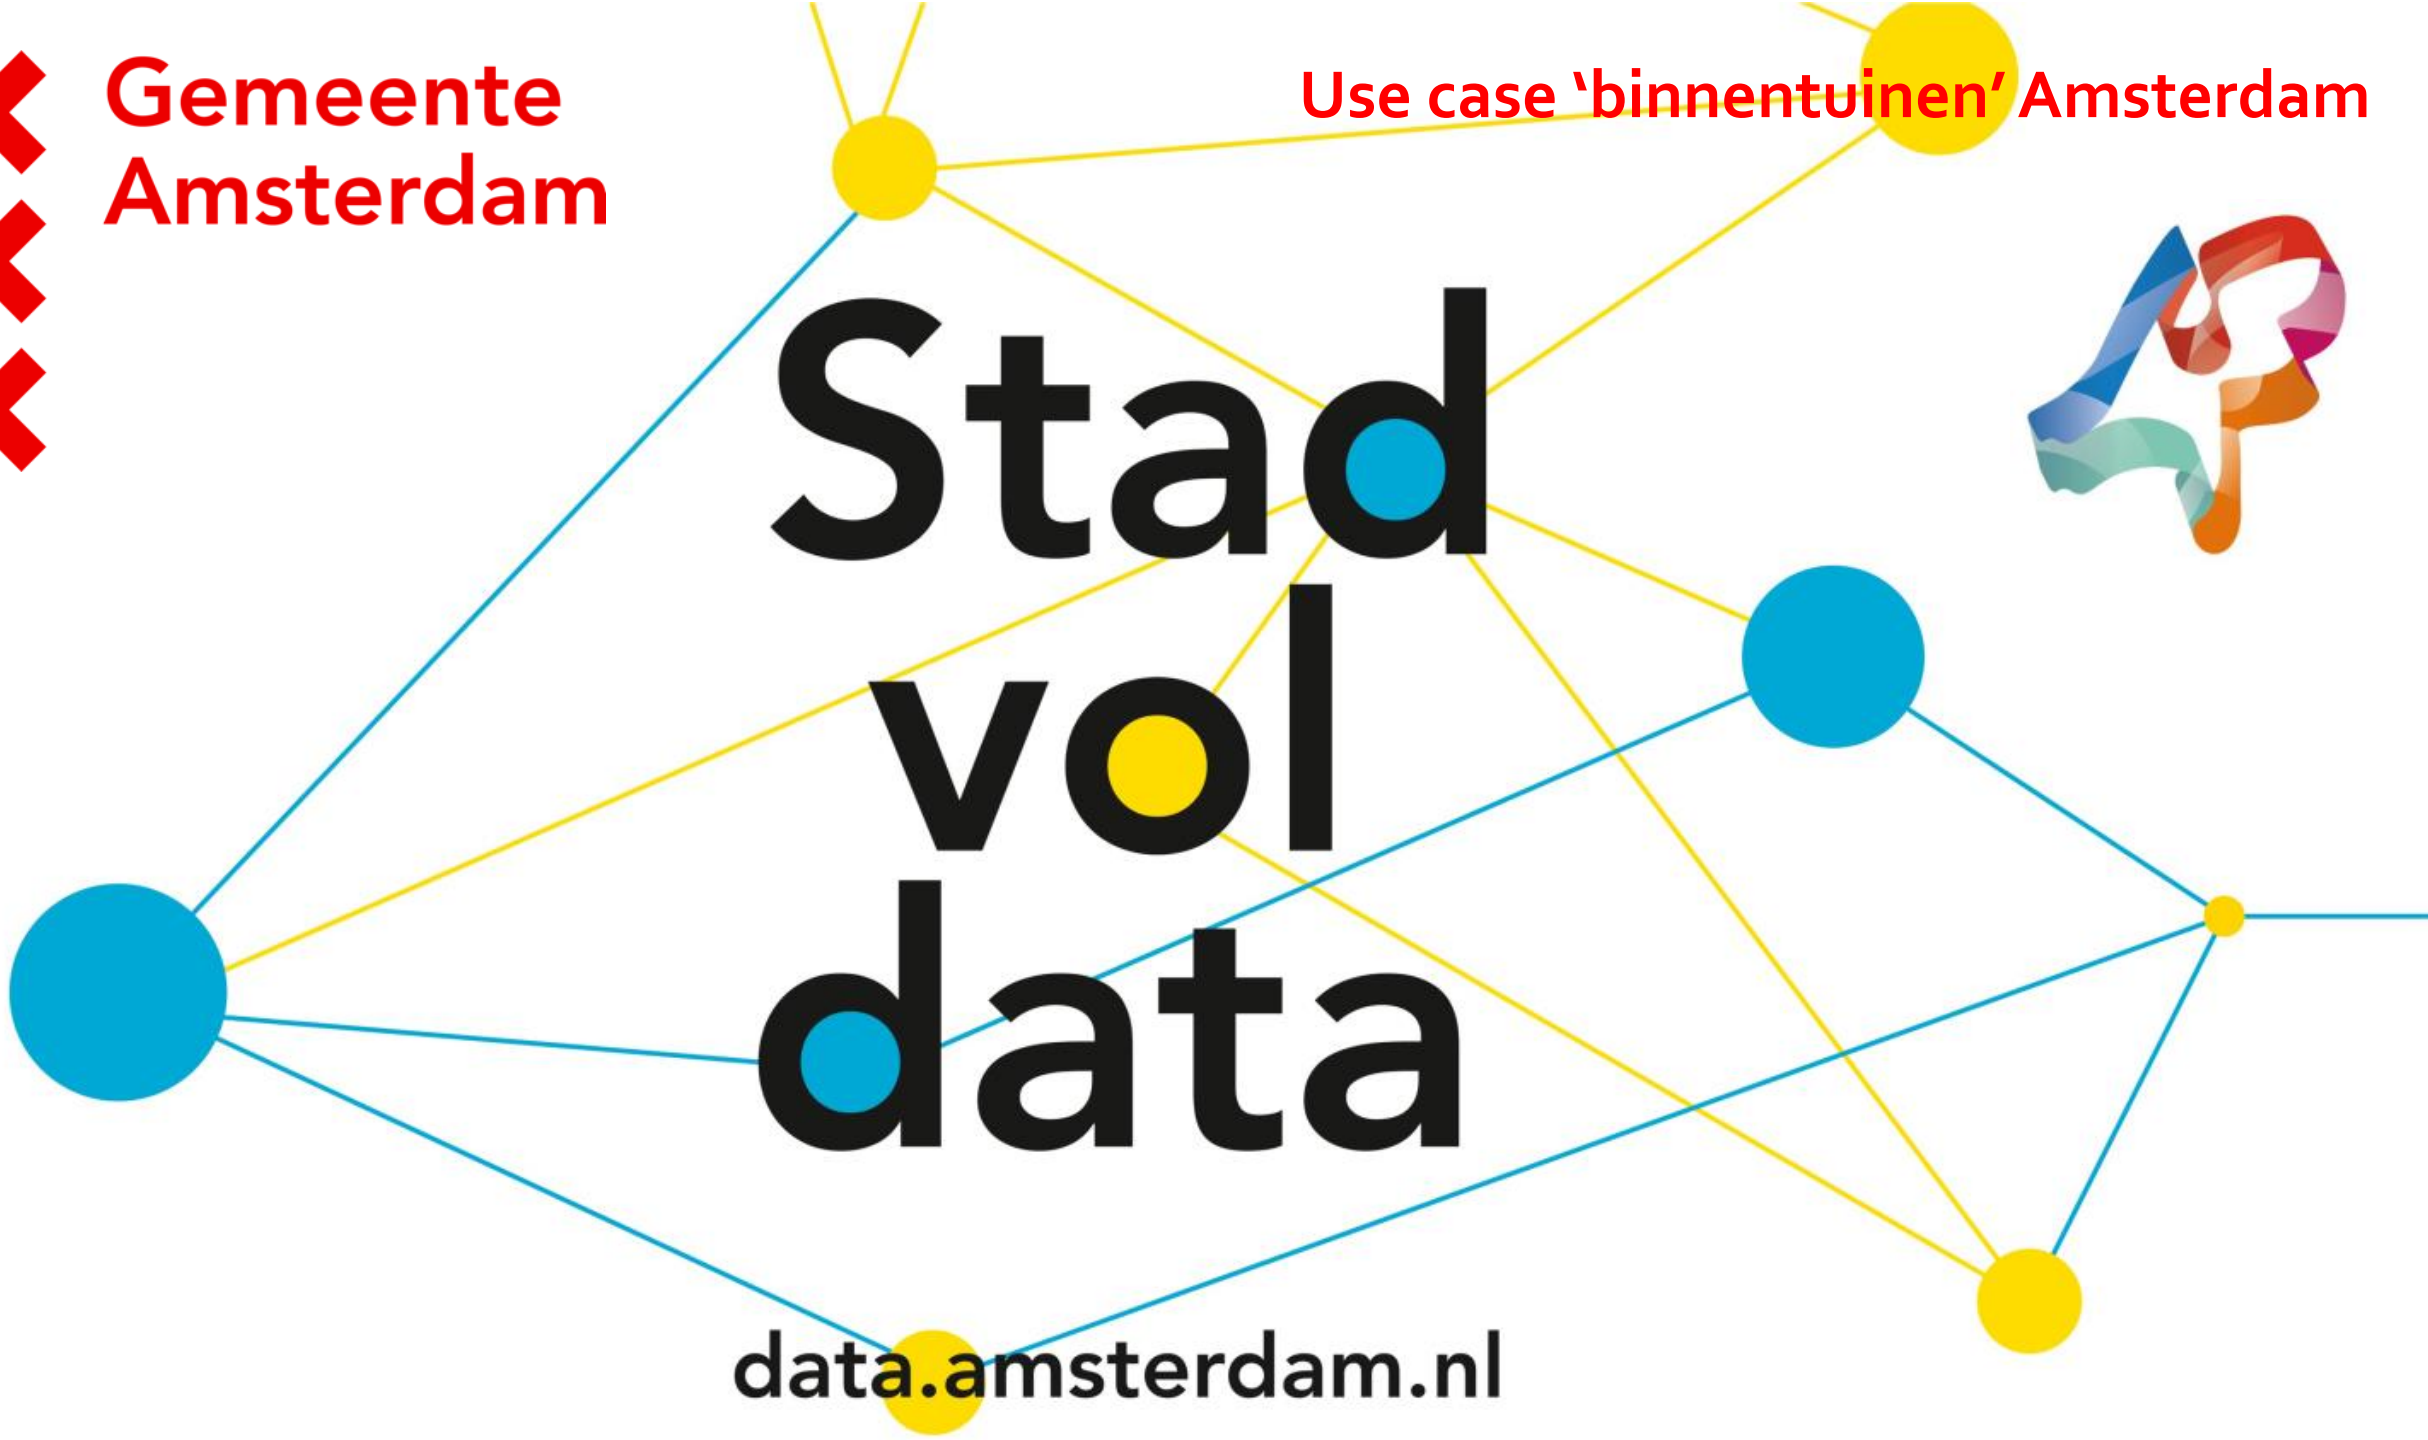 Gemeente
Amsterdam
Use case ‘binnentuinen’ Amsterdam
Stad
vol
data
data.amsterdam.nl